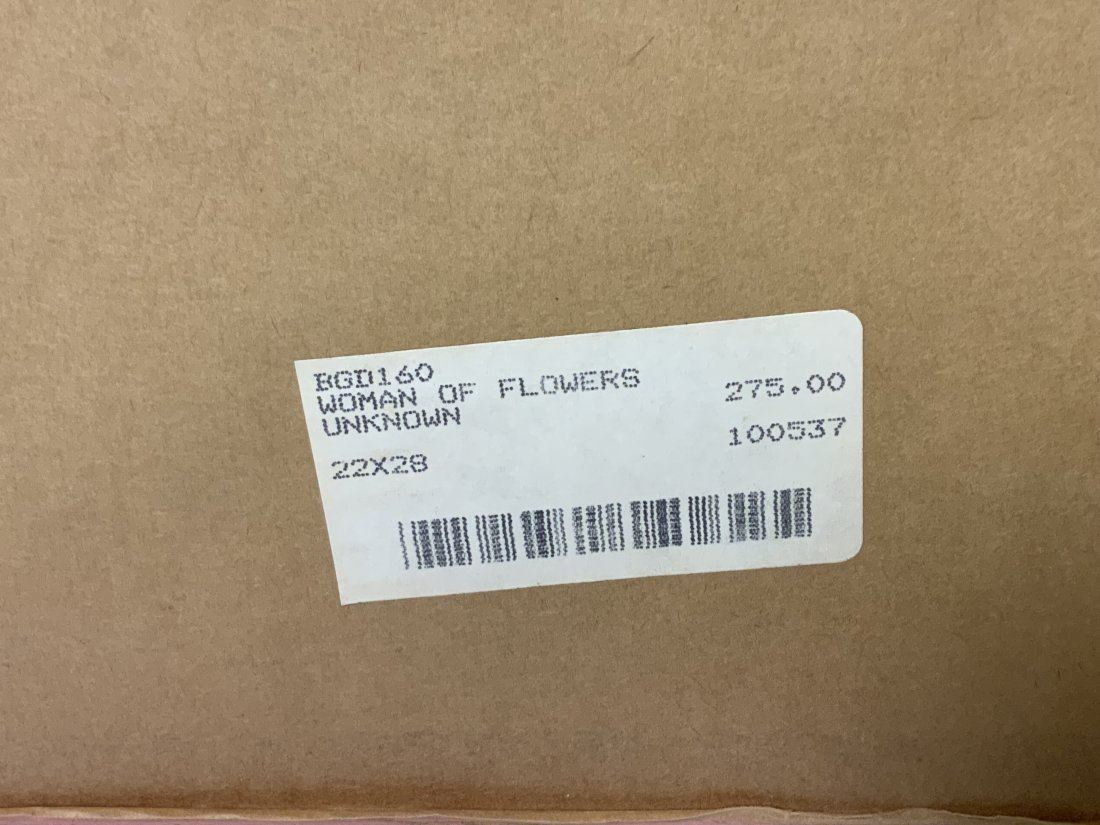 BGD160
WOMAN OF FLOWERS 275.00
UNKNOWN 100537
22X28